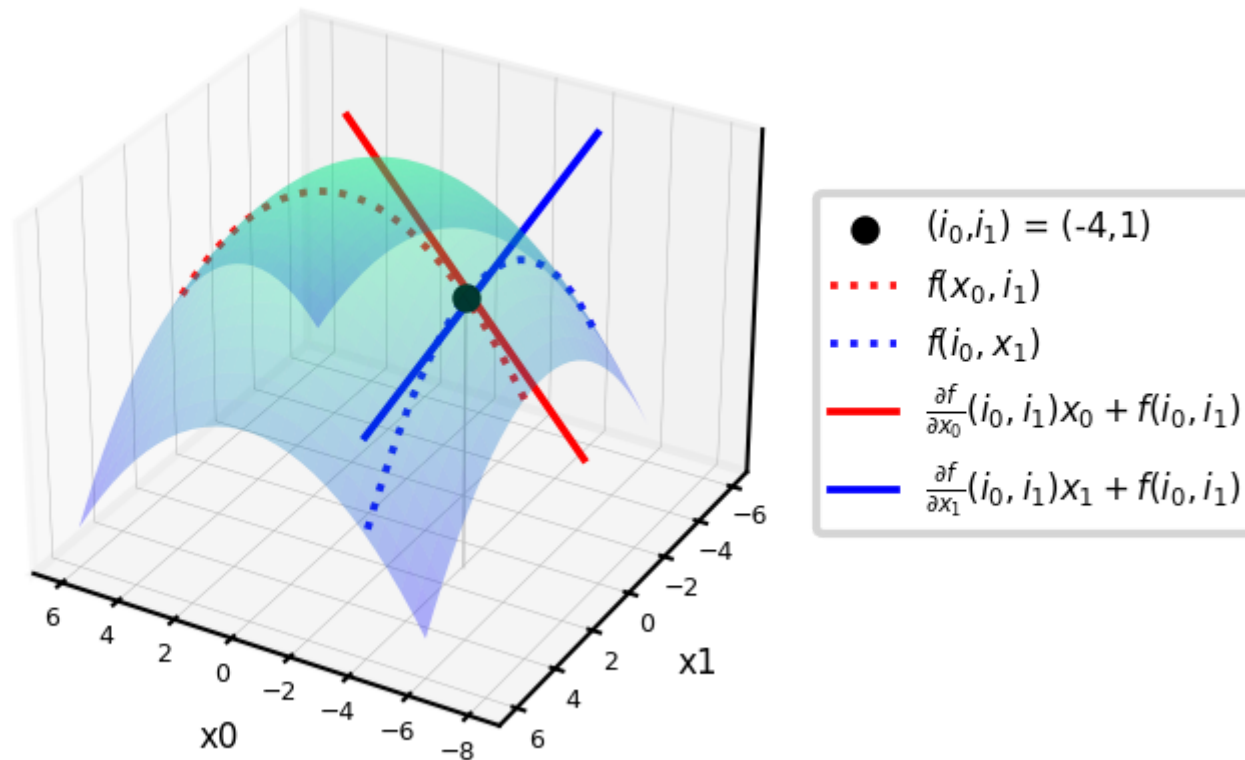 (i₀,i₁) = (-4,1)
f(x₀, i₁)
f(i₀, x₁)
∂f/∂x₀(i₀, i₁)x₀ + f(i₀, i₁)
∂f/∂x₁(i₀, i₁)x₁ + f(i₀, i₁)
6
4
2
0
−2
−4
−6
−8
x0
−6
−4
−2
0
2
4
6
x1